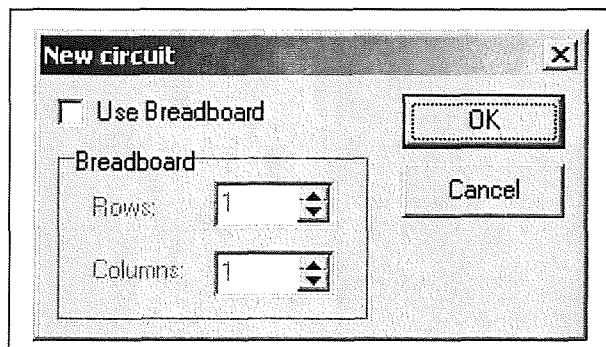 New circuit
Use Breadboard
OK
Breadboard
Rows: 1
Cancel
Columns: 1